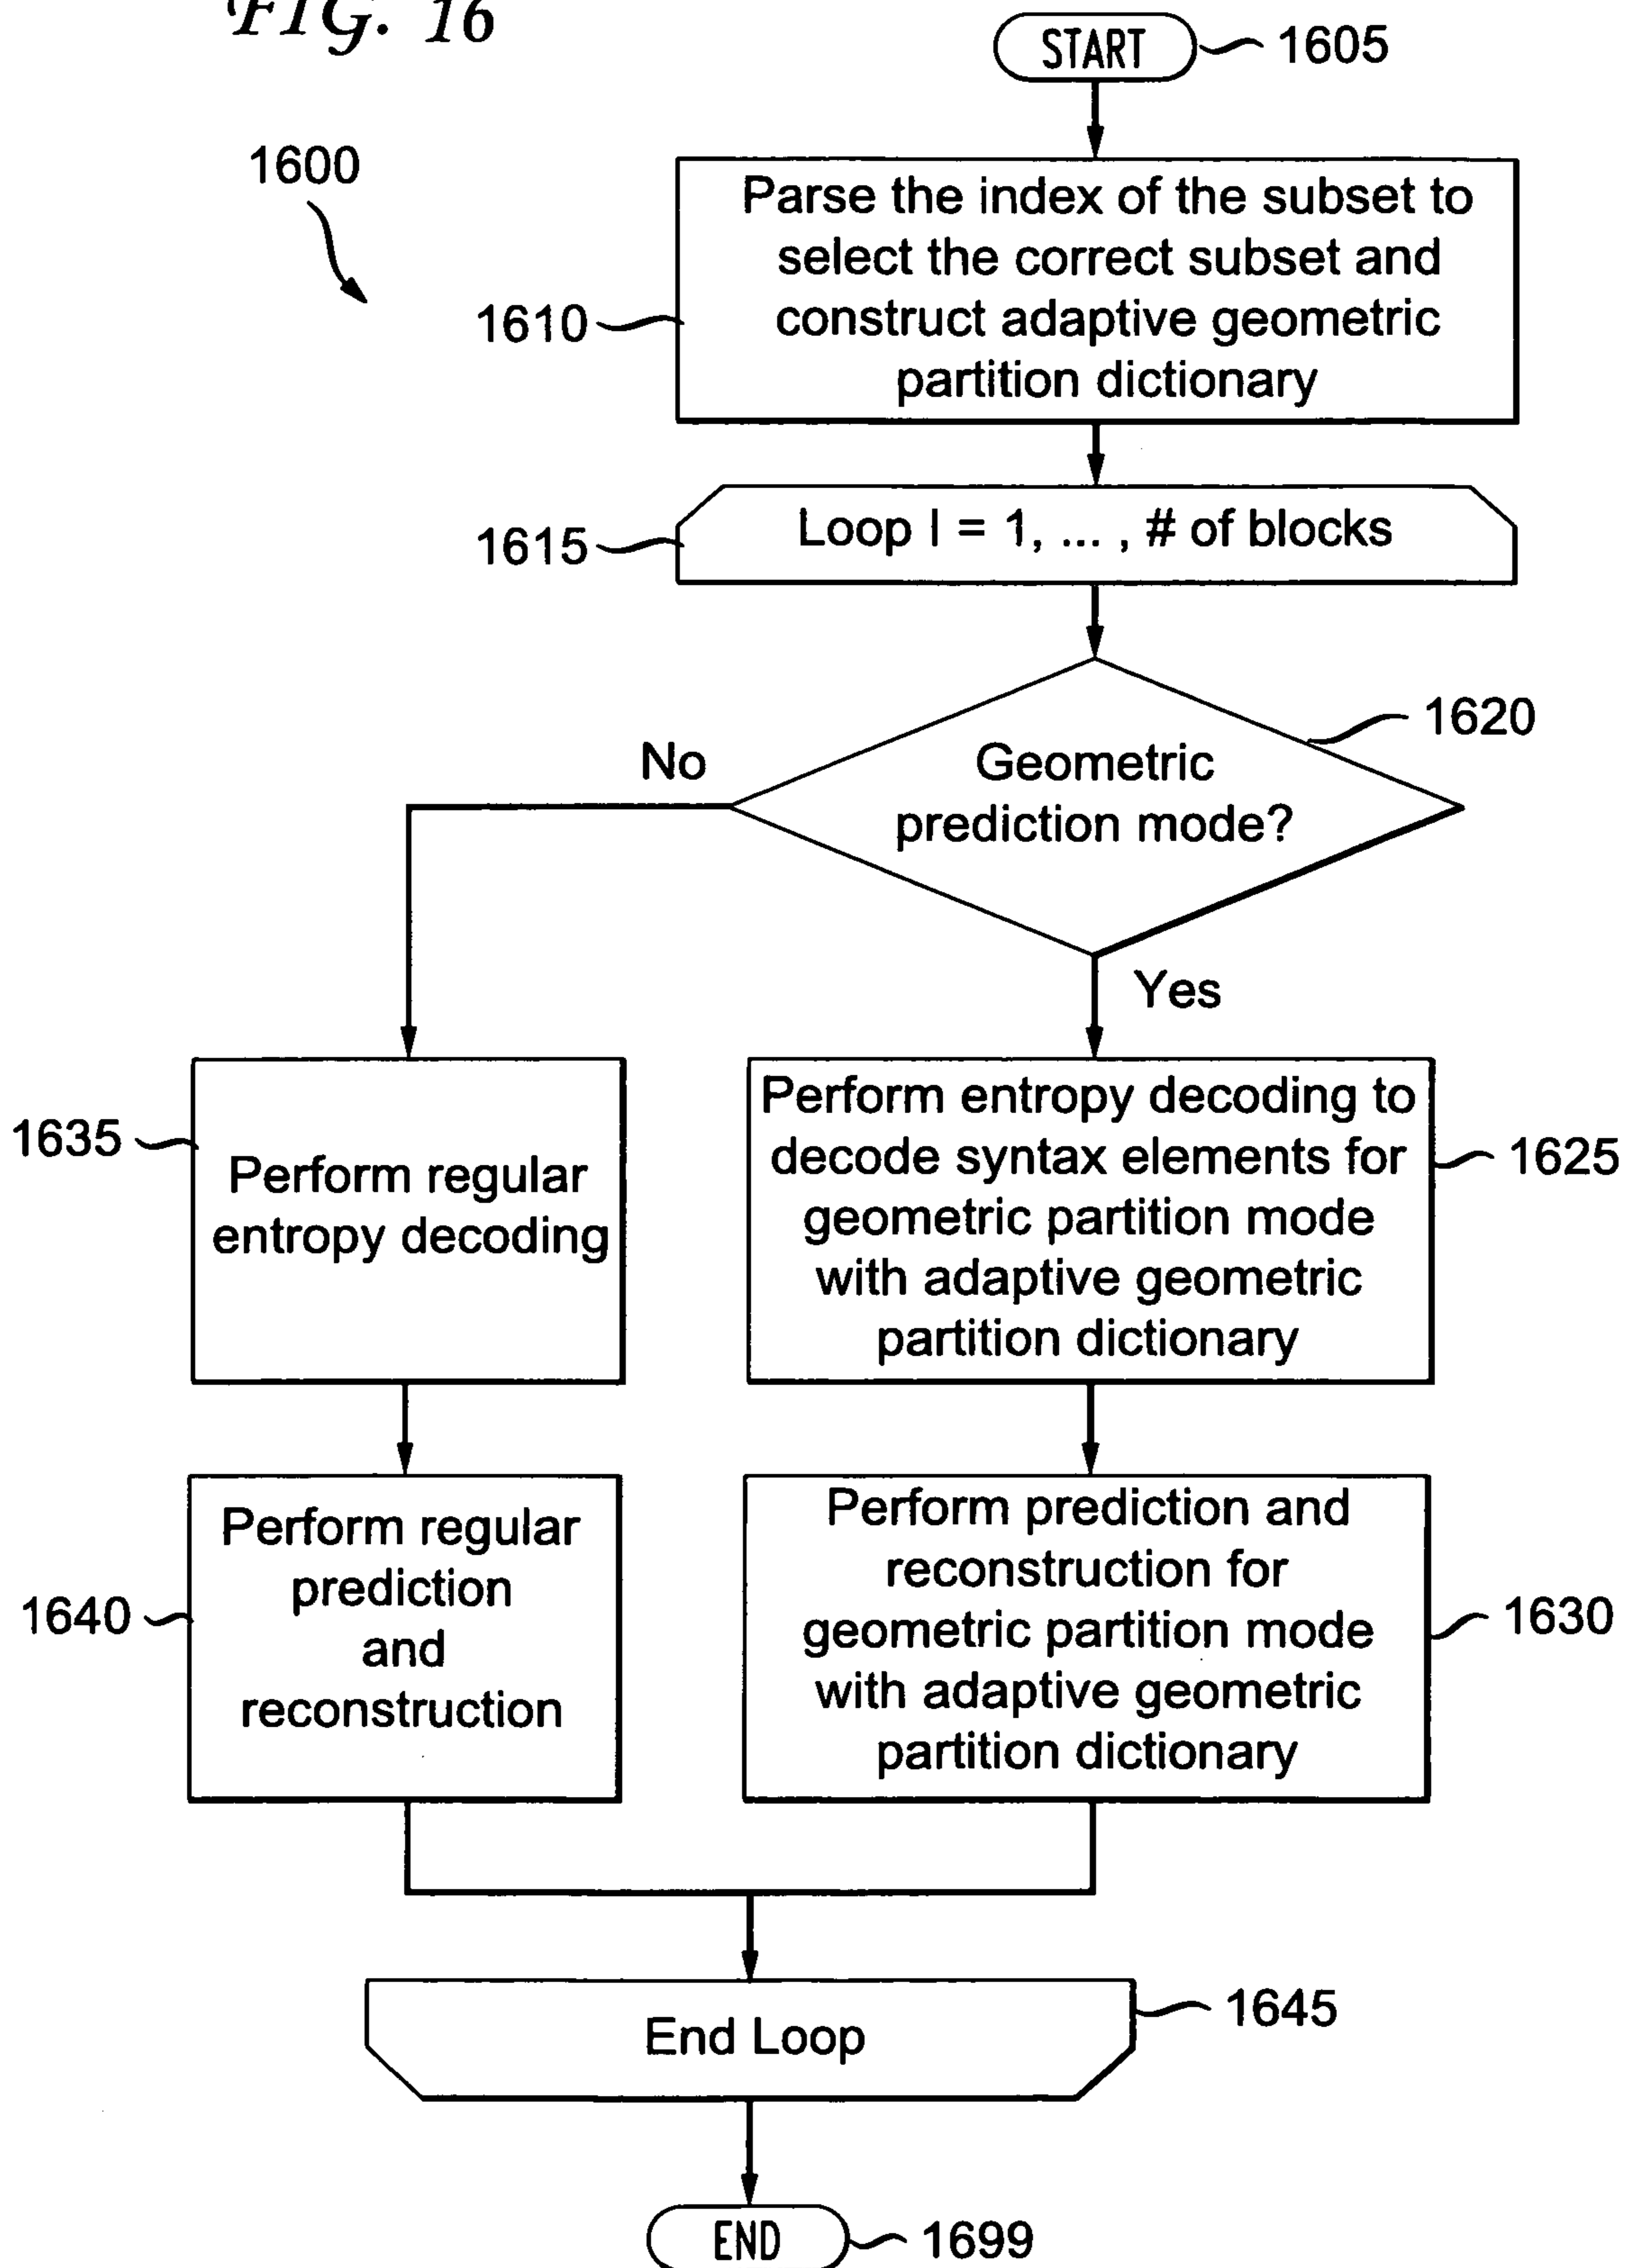 FIG. 16
START
1605
1600
Parse the index of the subset to
select the correct subset and
construct adaptive geometric
partition dictionary
1610
Loop I = 1, ... , # of blocks
1615
Geometric
prediction mode?
1620
No
Yes
1635
Perform regular
entropy decoding
Perform entropy decoding to
decode syntax elements for
geometric partition mode
with adaptive geometric
partition dictionary
1625
1640
Perform regular
prediction
and
reconstruction
Perform prediction and
reconstruction for
geometric partition mode
with adaptive geometric
partition dictionary
1630
End Loop
1645
END
1699